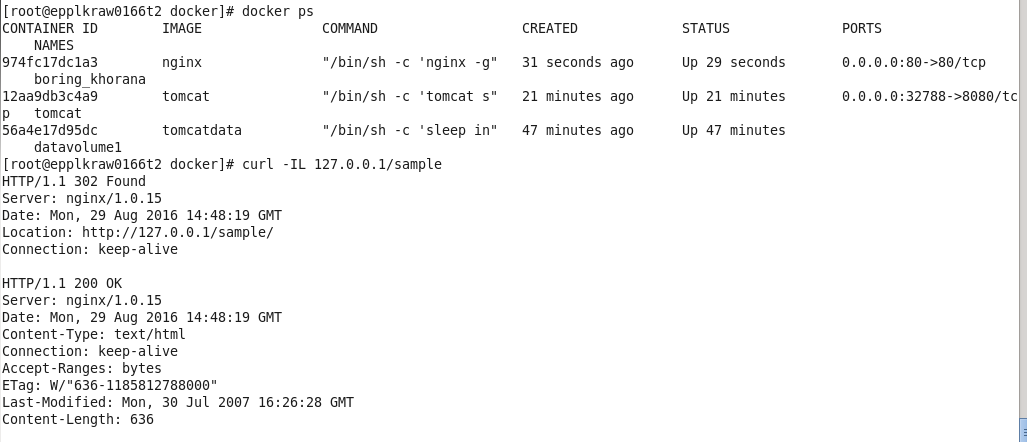 [root@epplkraw0166t2 docker]# docker ps
CONTAINER ID        IMAGE               COMMAND                  CREATED             STATUS              PORTS
    NAMES
974fc17dc1a3        nginx               "/bin/sh -c 'nginx -g"   31 seconds ago      Up 29 seconds       0.0.0.0:80->80/tcp
    boring_khorana
12aa9db3c4a9        tomcat              "/bin/sh -c 'tomcat s"   21 minutes ago      Up 21 minutes       0.0.0.0:32788->8080/tc
p   tomcat
56a4e17d95dc        tomcatdata          "/bin/sh -c 'sleep in"   47 minutes ago      Up 47 minutes
    datavolume1
[root@epplkraw0166t2 docker]# curl -IL 127.0.0.1/sample
HTTP/1.1 302 Found
Server: nginx/1.0.15
Date: Mon, 29 Aug 2016 14:48:19 GMT
Location: http://127.0.0.1/sample/
Connection: keep-alive

HTTP/1.1 200 OK
Server: nginx/1.0.15
Date: Mon, 29 Aug 2016 14:48:19 GMT
Content-Type: text/html
Connection: keep-alive
Accept-Ranges: bytes
ETag: W/"636-1185812788000"
Last-Modified: Mon, 30 Jul 2007 16:26:28 GMT
Content-Length: 636